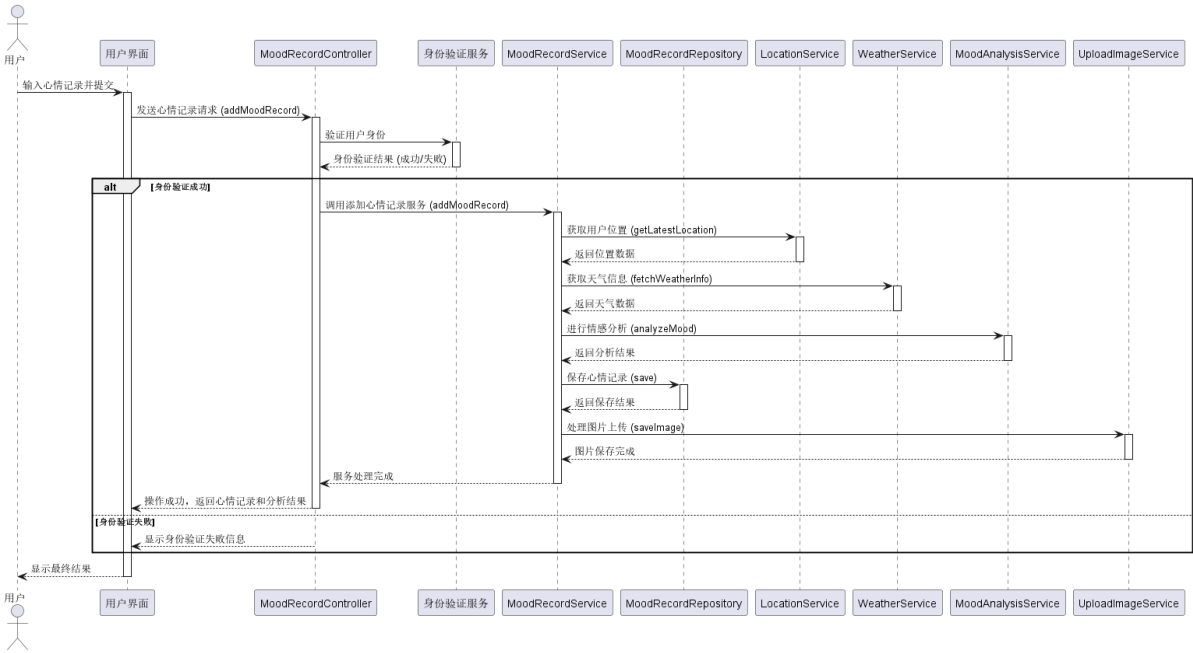 用户
用户界面
MoodRecordController
身份验证服务
MoodRecordService
MoodRecordRepository
LocationService
WeatherService
MoodAnalysisService
UploadImageService
输入心情记录并提交
发送心情记录请求 (addMoodRecord)
验证用户身份
身份验证结果 (成功/失败)
alt
[身份验证成功]
调用添加心情记录服务 (addMoodRecord)
获取用户位置 (getLatestLocation)
返回位置数据
获取天气信息 (fetchWeatherInfo)
返回天气数据
进行情感分析 (analyzeMood)
返回分析结果
保存心情记录 (save)
返回保存结果
处理图片上传 (saveImage)
图片保存完成
服务处理完成
操作成功，返回心情记录和分析结果
[身份验证失败]
显示身份验证失败信息
显示最终结果
用户
用户界面
MoodRecordController
身份验证服务
MoodRecordService
MoodRecordRepository
LocationService
WeatherService
MoodAnalysisService
UploadImageService